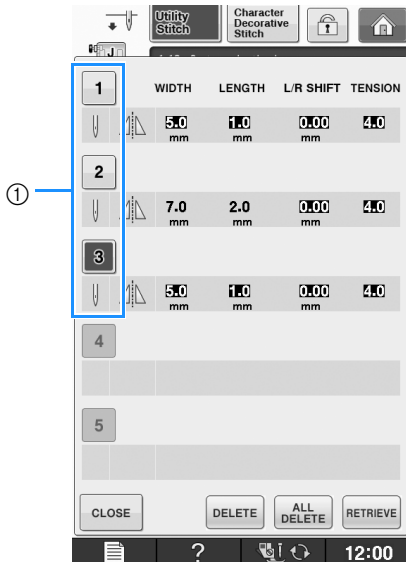 Utility
Stitch
Character
Decorative
Stitch
J
1
WIDTH LENGTH L/R SHIFT TENSION
5.0 1.0 0.00 4.0
mm mm mm
2
7.0 2.0 0.00 4.0
mm mm mm
①
3
5.0 1.0 0.00 4.0
mm mm mm
4
5
CLOSE DELETE ALL DELETE RETRIEVE
? 12:00